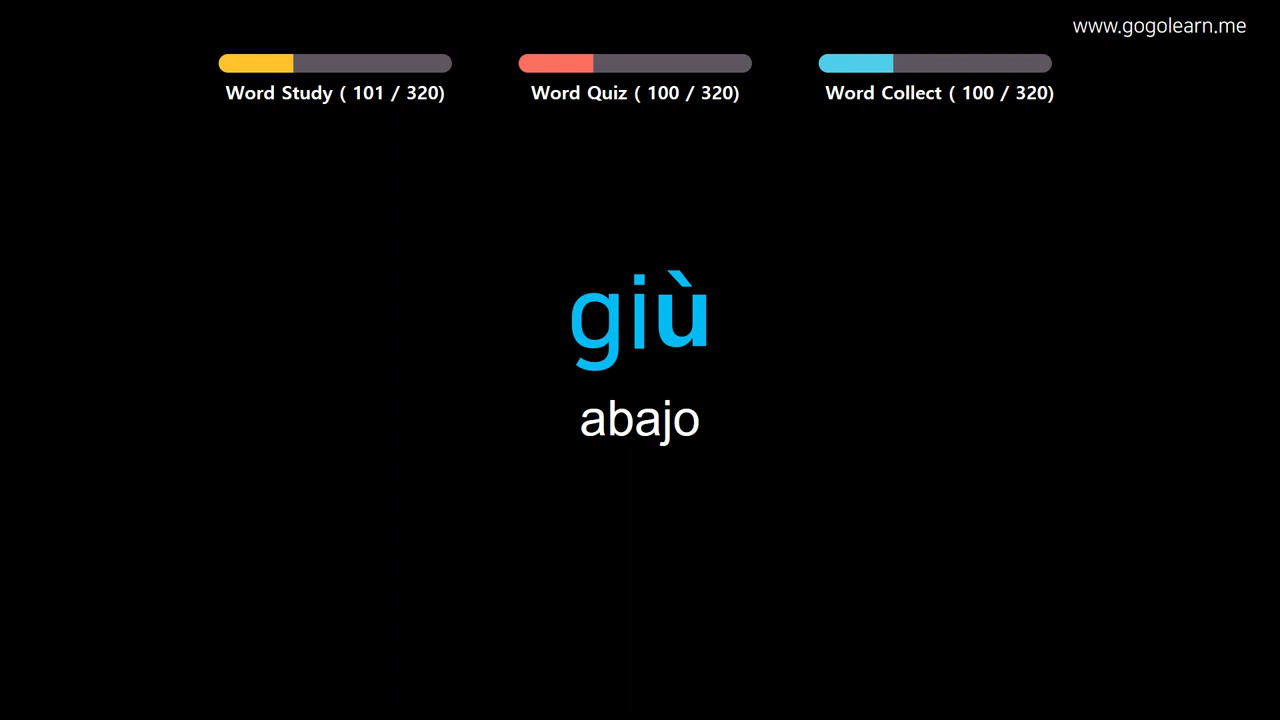 www.gogolearn.me
Word Study ( 101 / 320)
Word Quiz ( 100 / 320)
Word Collect ( 100 / 320)
giù
abajo